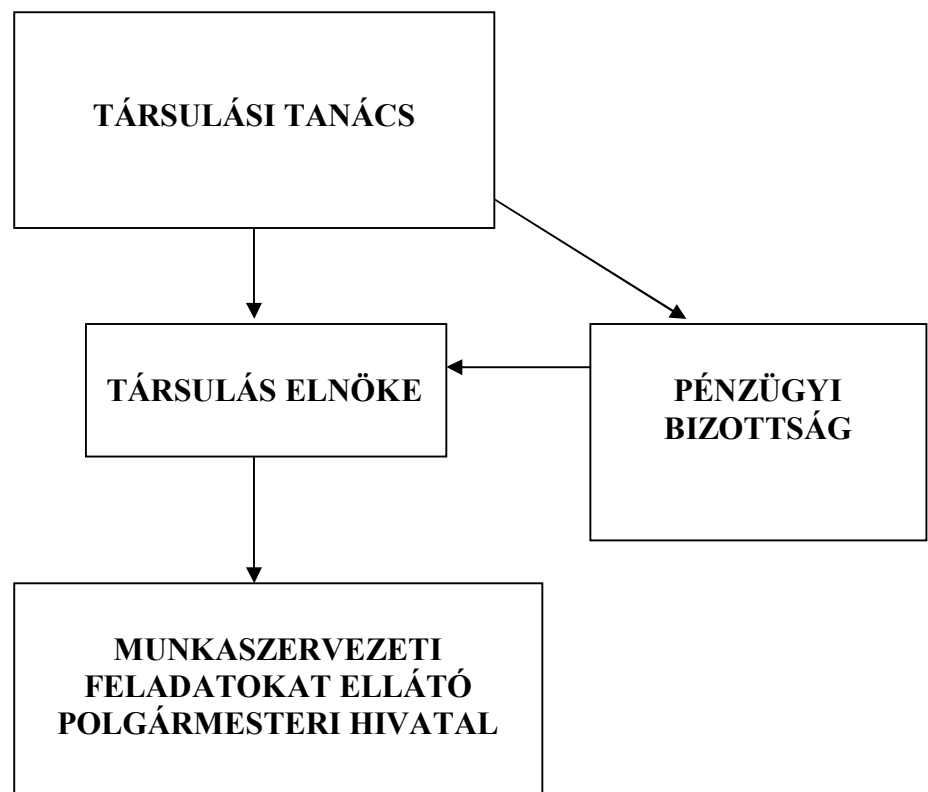 TÁRSULÁSI TANÁCS
TÁRSULÁS ELNÖKE
PÉNZÜGYI
BIZOTTSÁG
MUNKASZERVEZETI
FELADATOKAT ELLÁTÓ
POLGÁRMESTERI HIVATAL